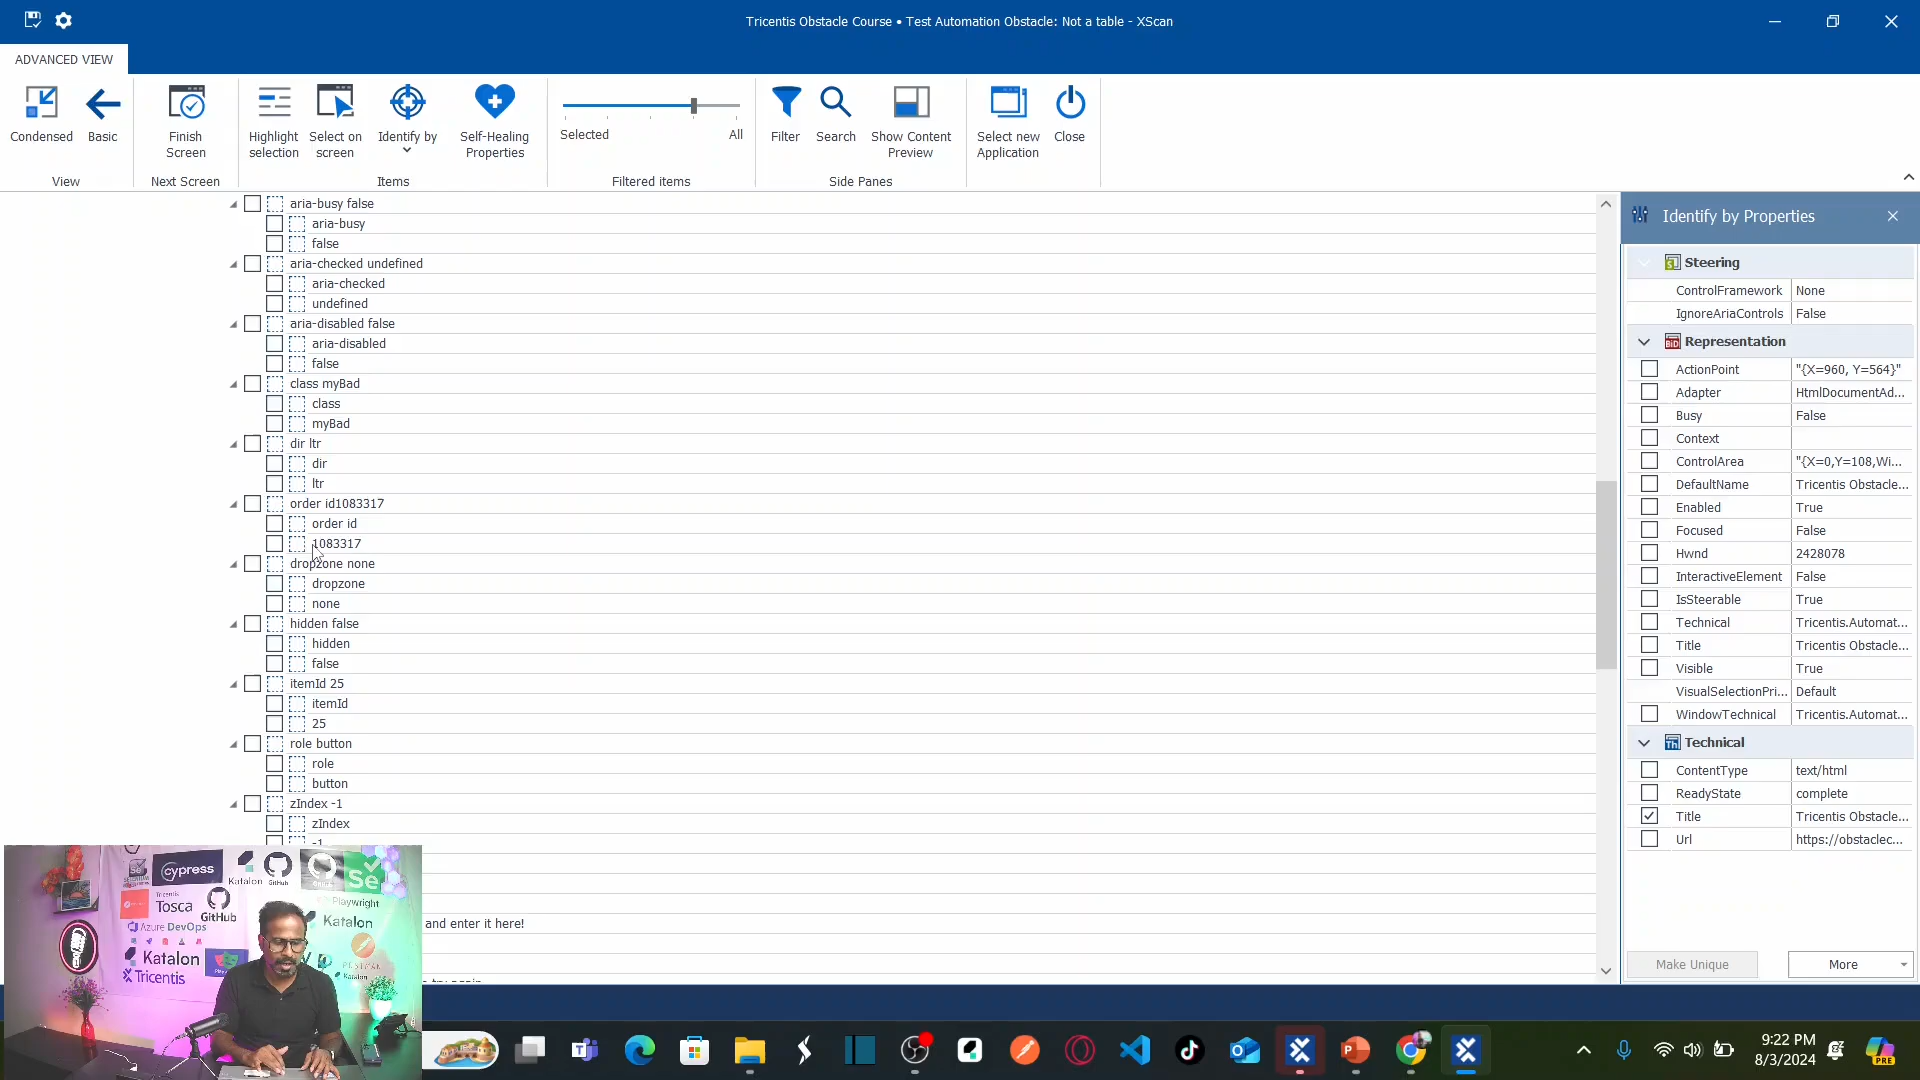 Tricentis Obstacle Course • Test Automation Obstacle: Not a table - XScan
ADVANCED VIEW
Condensed
Basic
Finish Screen
Highlight selection
Select on screen
Identify by
Self-Healing Properties
Selected
All
Filter
Search
Show Content Preview
Select new Application
Close
View
Next Screen
Items
Filtered items
Side Panes
aria-busy false
aria-busy
false
aria-checked undefined
aria-checked
undefined
aria-disabled false
aria-disabled
false
class myBad
class
myBad
dir ltr
dir
ltr
order id1083317
order id
1083317
dropzone none
dropzone
none
hidden false
hidden
false
itemId 25
itemId
25
role button
role
button
zIndex -1
zIndex
-1
and enter it here!
Identify by Properties
Steering
ControlFramework None
IgnoreAriaControls False
Representation
ActionPoint "{X=960, Y=564}"
Adapter HtmlDocumentAd...
Busy False
Context
ControlArea "{X=0,Y=108,Wi...
DefaultName Tricentis Obstacle...
Enabled True
Focused False
Hwnd 2428078
InteractiveElement False
IsSteerable True
Technical Tricentis.Automat...
Title Tricentis Obstacle...
Visible True
VisualSelectionPri... Default
WindowTechnical Tricentis.Automat...
Technical
ContentType text/html
ReadyState complete
Title Tricentis Obstacle...
Url https://obstaclec...
Make Unique
More
cypress
Katalon
GitHub
Se
Playwright
Tricentis
Tosca
GitHub
Katalon
Azure DevOps
Katalon
Tricentis
POSTMAN
Katalon
9:22 PM
8/3/2024
PRE